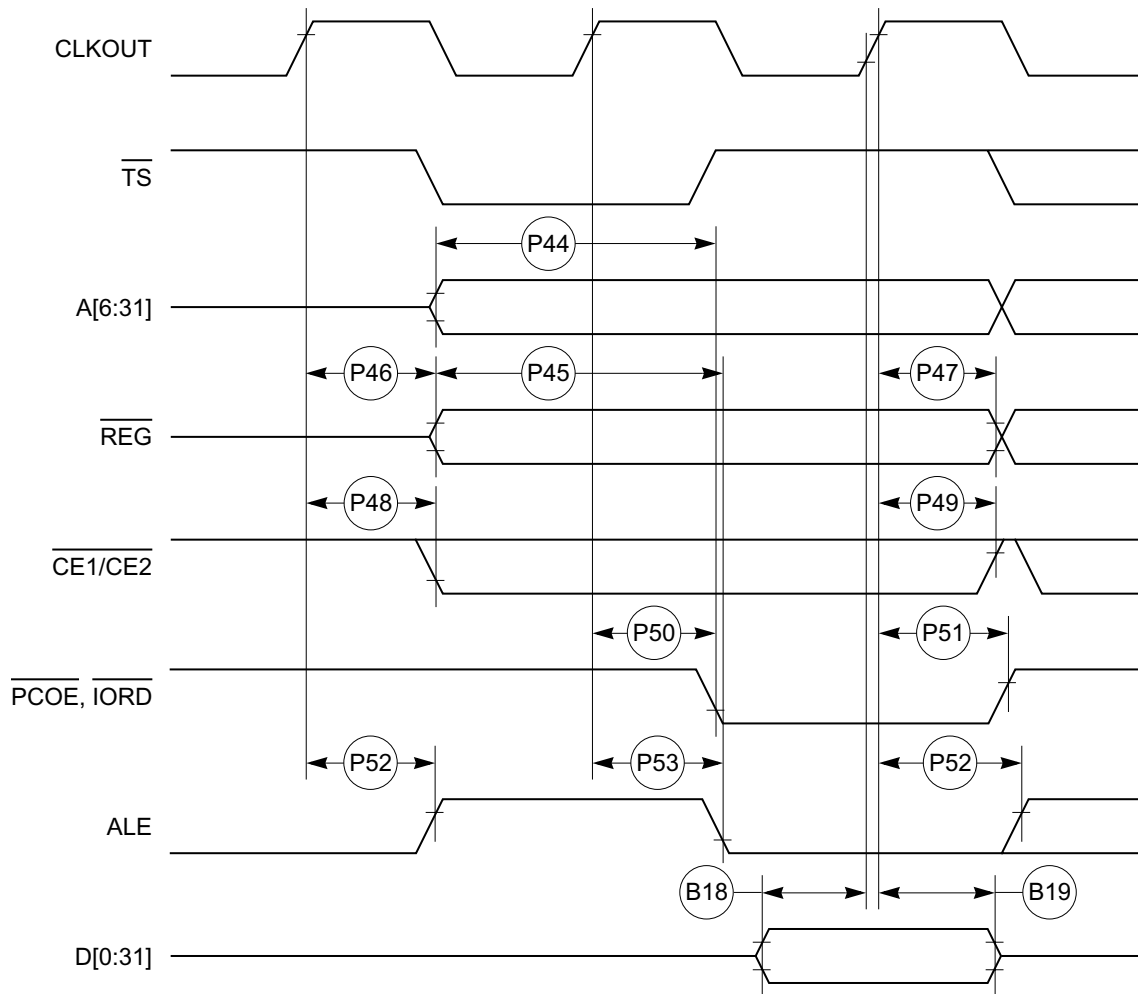 CLKOUT
TS
P44
A[6:31]
P46 P45 P47
REG
P48 P49
CE1/CE2
P50 P51
PCOE, IORD
P52 P53 P52
ALE
B18 B19
D[0:31]